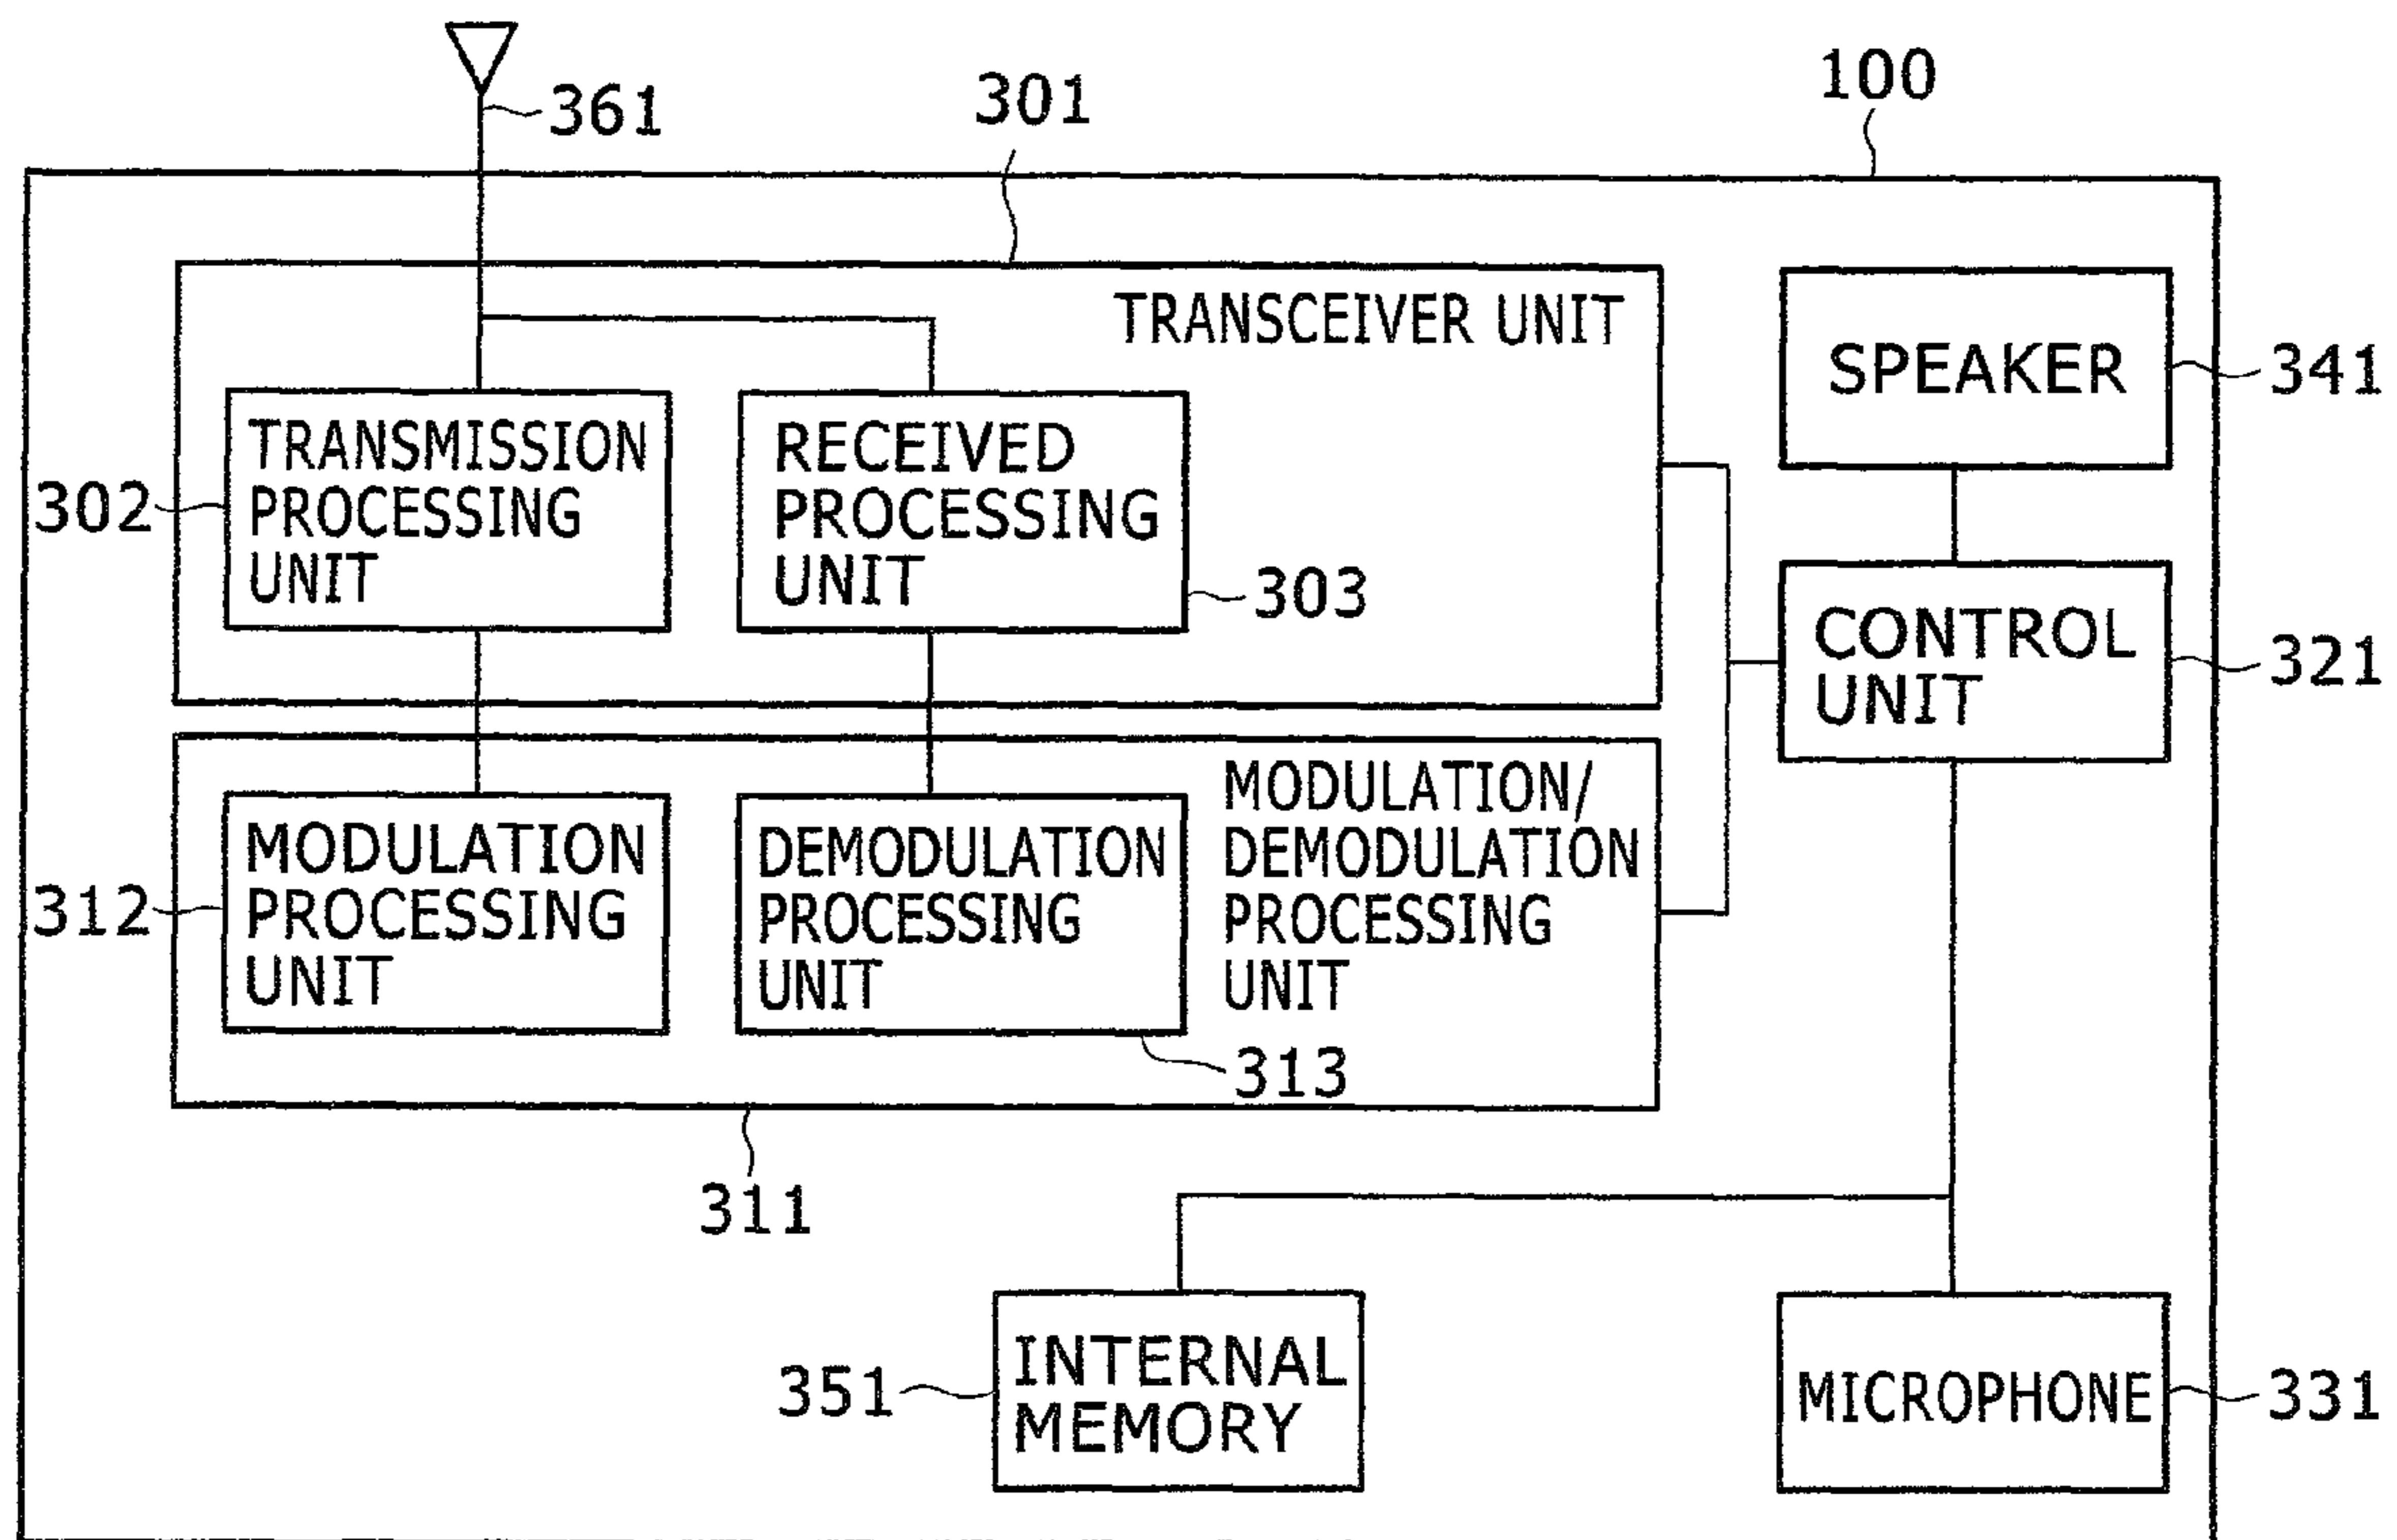 361
301
100
TRANSCEIVER UNIT
TRANSMISSION
PROCESSING
UNIT
302
RECEIVED
PROCESSING
UNIT
303
SPEAKER
341
CONTROL
UNIT
321
MODULATION
PROCESSING
UNIT
312
DEMODULATION
PROCESSING
UNIT
313
MODULATION/
DEMODULATION
PROCESSING
UNIT
311
INTERNAL
MEMORY
351
MICROPHONE
331